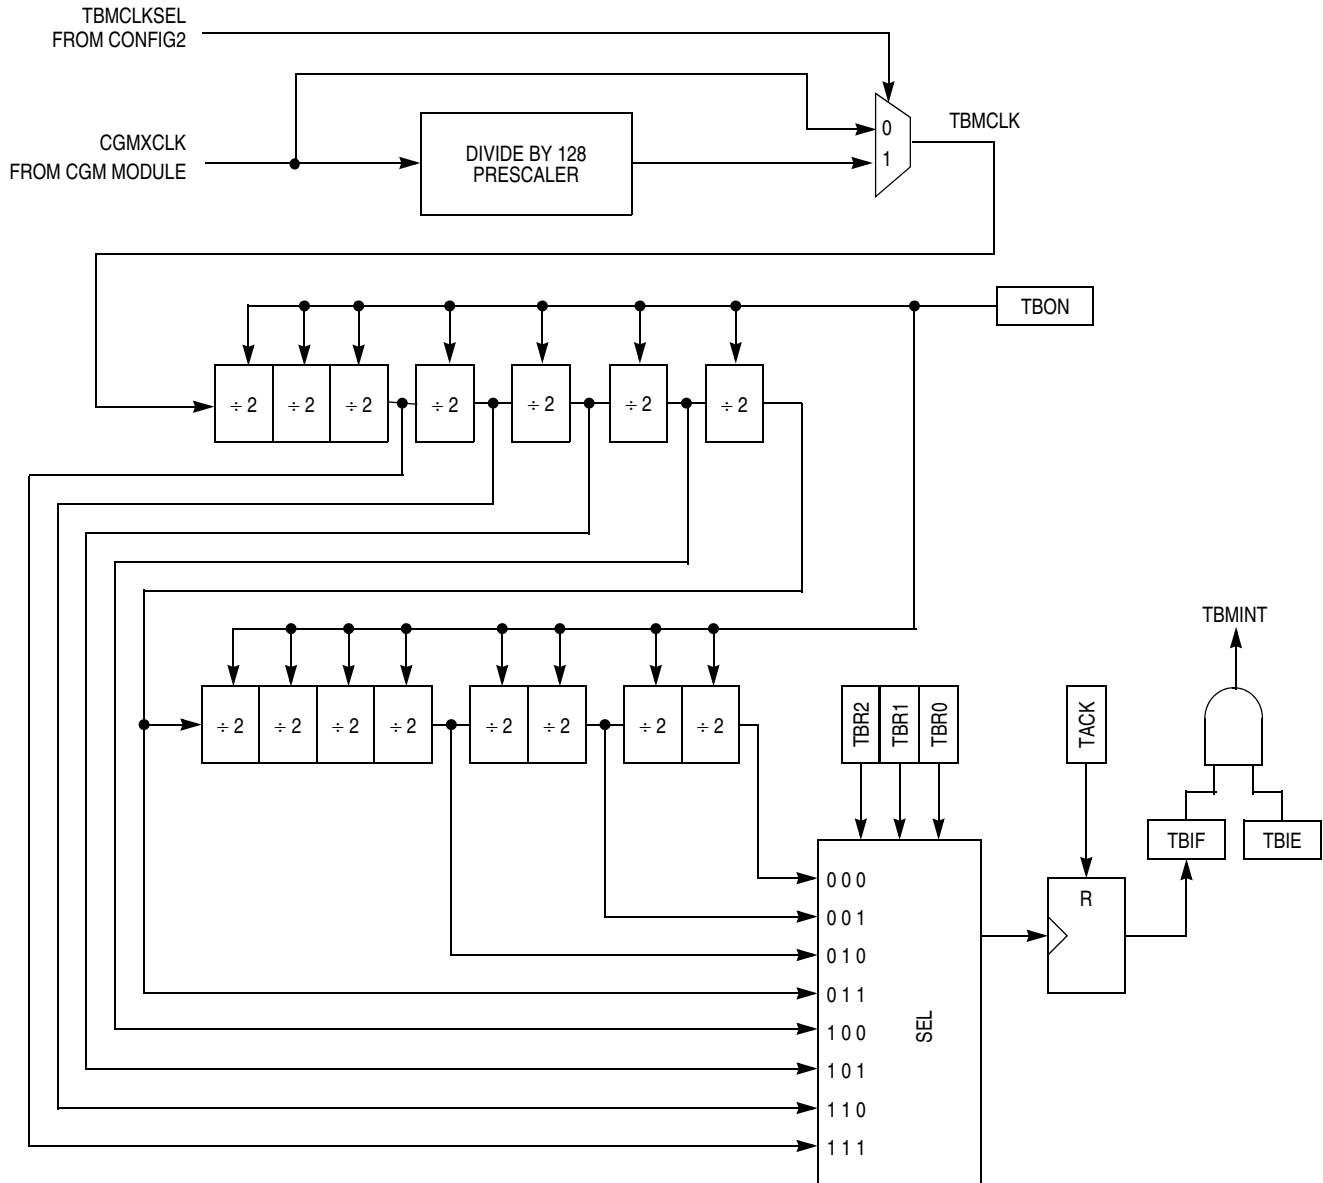 TBMCLKSEL
FROM CONFIG2
CGMXCLK
FROM CGM MODULE
DIVIDE BY 128
PRESCALER
0
1
TBMCLK
TBON
÷ 2
÷ 2
÷ 2
÷ 2
÷ 2
÷ 2
÷ 2
TBMINT
÷ 2
÷ 2
÷ 2
÷ 2
÷ 2
÷ 2
÷ 2
÷ 2
TBR2
TBR1
TBR0
TACK
TBIF
TBIE
R
0 0 0
0 0 1
0 1 0
0 1 1
1 0 0
1 0 1
1 1 0
1 1 1
SEL